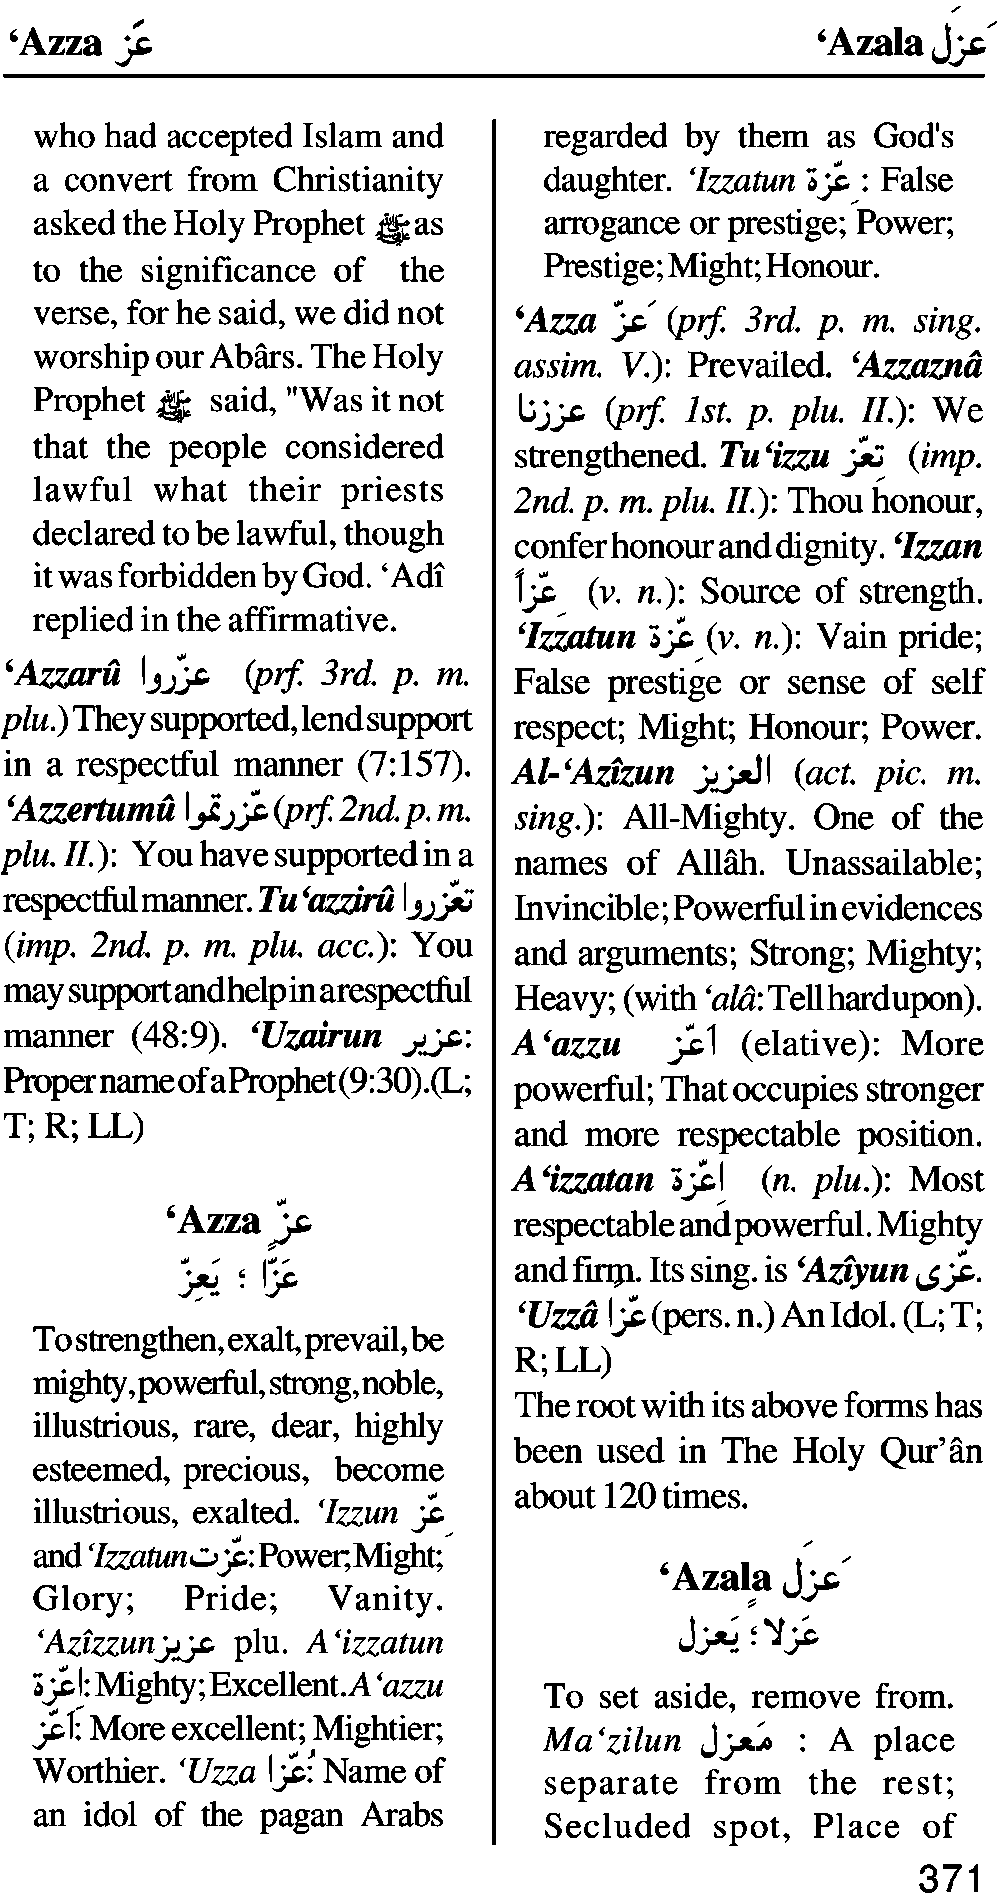 ‘Azza عَّز
‘Azala عَزَلَ
who had accepted Islam and
a convert from Christianity
asked the Holy Prophet ﷺ as
to the significance of the
verse, for he said, we did not
worship our Abârs. The Holy
Prophet ﷺ said, "Was it not
that the people considered
lawful what their priests
declared to be lawful, though
it was forbidden by God. ‘Adî
replied in the affirmative.
‘Azzarû عزّروا (prf. 3rd. p. m.
plu.) They supported, lend support
in a respectful manner (7:157).
‘Azzertumû عزّرتموا (prf. 2nd. p. m.
plu. II.): You have supported in a
respectful manner. Tu‘azzirû تعزّروا
(imp. 2nd. p. m. plu. acc.): You
may support and help in a respectful
manner (48:9). ‘Uzairun عزير:
Proper name of a Prophet (9:30). (L;
T; R; LL)
‘Azza عزّ
عَزًّا ؛ يَعِزّ
To strengthen, exalt, prevail, be
mighty, powerful, strong, noble,
illustrious, rare, dear, highly
esteemed, precious, become
illustrious, exalted. ‘Izzun عِزّ
and ‘Izzatun عزّت: Power; Might;
Glory; Pride; Vanity.
‘Azîzzun عزيز plu. A‘izzatun
اعِزّة: Mighty; Excellent. A‘azzu
اَعَزّ: More excellent; Mightier;
Worthier. ‘Uzza عُزّا: Name of
an idol of the pagan Arabs
regarded by them as God's
daughter. ‘Izzatun عِزّة : False
arrogance or prestige; Power;
Prestige; Might; Honour.
‘Azza عَزّ (prf. 3rd. p. m. sing.
assim. V.): Prevailed. ‘Azzaznâ
عززنا (prf. 1st. p. plu. II.): We
strengthened. Tu‘izzu تعِزّ (imp.
2nd. p. m. plu. II.): Thou honour,
confer honour and dignity. ‘Izzan
عِزّاً (v. n.): Source of strength.
‘Izzatun عِزّة (v. n.): Vain pride;
False prestige or sense of self
respect; Might; Honour; Power.
Al-‘Azîzun العزيز (act. pic. m.
sing.): All-Mighty. One of the
names of Allâh. Unassailable;
Invincible; Powerful in evidences
and arguments; Strong; Mighty;
Heavy; (with ‘alâ: Tell hard upon).
A‘azzu اعزّ (elative): More
powerful; That occupies stronger
and more respectable position.
A‘izzatan اعِزّة (n. plu.): Most
respectable and powerful. Mighty
and firm. Its sing. is ‘Azîyun عزّى.
‘Uzzâ عزّا (pers. n.) An Idol. (L; T;
R; LL)
The root with its above forms has
been used in The Holy Qur’ân
about 120 times.
‘Azala عَزَلَ
عَزلاً ؛ يَعزل
To set aside, remove from.
Ma‘zilun مَعزل : A place
separate from the rest;
Secluded spot, Place of
371